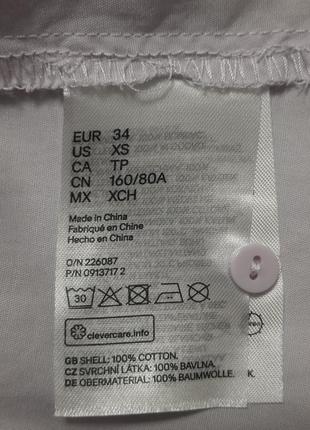 EUR 34
US XS
CA TP
CN 160/80A
MX XCH
Made in China
Fabriqué en Chine
Hecho en China
O/N 226087
P/N 0913717 2
30
clevercare.info
GB SHELL: 100% COTTON.
CZ SVRCHNÍ LÁTKA: 100% BAVLNA.
DE OBERMATERIAL: 100% BAUMWOLLE. K.